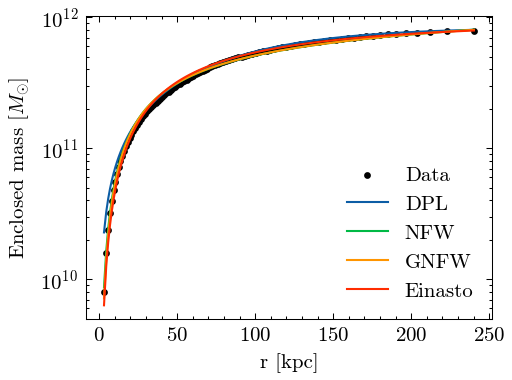 10^12
10^11
10^10
Enclosed mass [M_⊙]
Data
DPL
NFW
GNFW
Einasto
0 50 100 150 200 250
r [kpc]